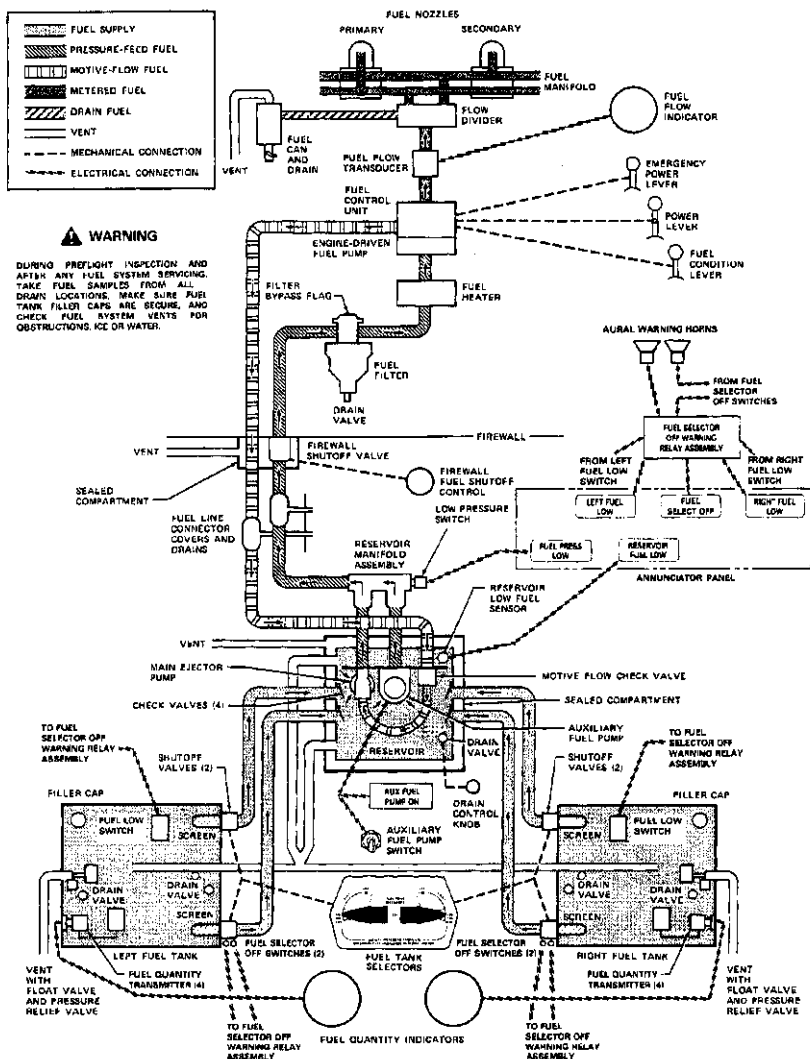 FUEL SUPPLY
PRESSURE-FEED FUEL
MOTIVE-FLOW FUEL
METERED FUEL
DRAIN FUEL
VENT
MECHANICAL CONNECTION
ELECTRICAL CONNECTION
WARNING
DURING PREFLIGHT INSPECTION AND
AFTER ANY FUEL SYSTEM SERVICING,
TAKE FUEL SAMPLES FROM ALL
DRAIN LOCATIONS, MAKE SURE FUEL
TANK FILLER CAPS ARE SECURE, AND
CHECK FUEL SYSTEM VENTS FOR
OBSTRUCTIONS, ICE OR WATER.
FUEL NOZZLES
PRIMARY
SECONDARY
FUEL
MANIFOLD
FLOW
DIVIDER
FUEL
FLOW
INDICATOR
VENT
FUEL
CAN
AND
DRAIN
FUEL FLOW
TRANSDUCER
FUEL
CONTROL
UNIT
ENGINE-DRIVEN
FUEL PUMP
EMERGENCY
POWER
LEVER
POWER
LEVER
FUEL
CONDITION
LEVER
FUEL
HEATER
FILTER
BYPASS FLAG
FUEL
FILTER
DRAIN
VALVE
AURAL WARNING HORNS
FROM FUEL
SELECTOR
OFF SWITCHES
FUEL SELECTOR
OFF WARNING
RELAY ASSEMBLY
FROM LEFT
FUEL LOW
SWITCH
FROM RIGHT
FUEL LOW
SWITCH
LEFT FUEL
LOW
FUEL
SELECT OFF
RIGHT FUEL
LOW
FUEL PRESS
LOW
RESERVOIR
FUEL LOW
ANNUNCIATOR PANEL
FIREWALL
VENT
FIREWALL
SHUTOFF VALVE
SEALED
COMPARTMENT
FIREWALL
FUEL SHUTOFF
CONTROL
FUEL LINE
CONNECTOR
COVERS AND
DRAINS
LOW PRESSURE
SWITCH
RESERVOIR
MANIFOLD
ASSEMBLY
RESERVOIR
LOW FUEL
SENSOR
VENT
MAIN EJECTOR
PUMP
MOTIVE FLOW CHECK VALVE
CHECK VALVES (4)
SEALED COMPARTMENT
AUXILIARY
FUEL PUMP
RESERVOIR
DRAIN
VALVE
TO FUEL
SELECTOR OFF
WARNING RELAY
ASSEMBLY
SHUTOFF
VALVES (2)
AUX FUEL
PUMP ON
DRAIN
CONTROL
KNOB
AUXILIARY
FUEL PUMP
SWITCH
TO FUEL
SELECTOR OFF
WARNING RELAY
ASSEMBLY
SHUTOFF
VALVES (2)
FILLER CAP
FUEL LOW
SWITCH
SCREEN
DRAIN
VALVE
DRAIN
VALVE
SCREEN
LEFT FUEL TANK
FILLER CAP
SCREEN
FUEL LOW
SWITCH
DRAIN
VALVE
DRAIN
VALVE
SCREEN
RIGHT FUEL TANK
FUEL SELECTOR
OFF SWITCHES (2)
FUEL TANK
SELECTORS
FUEL SELECTOR
OFF SWITCHES (2)
VENT
WITH
FLOAT VALVE
AND PRESSURE
RELIEF VALVE
FUEL QUANTITY
TRANSMITTER (4)
FUEL QUANTITY
TRANSMITTER (4)
VENT
WITH
FLOAT VALVE
AND PRESSURE
RELIEF VALVE
TO FUEL
SELECTOR OFF
WARNING RELAY
ASSEMBLY
FUEL QUANTITY INDICATORS
TO FUEL
SELECTOR OFF
WARNING RELAY
ASSEMBLY